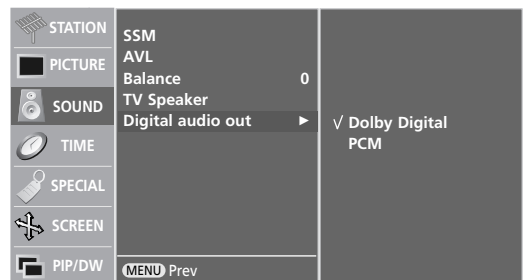 STATION
PICTURE
SOUND
TIME
SPECIAL
SCREEN
PIP/DW
SSM
AVL
Balance 0
TV Speaker
Digital audio out ►
MENU Prev
√ Dolby Digital
PCM